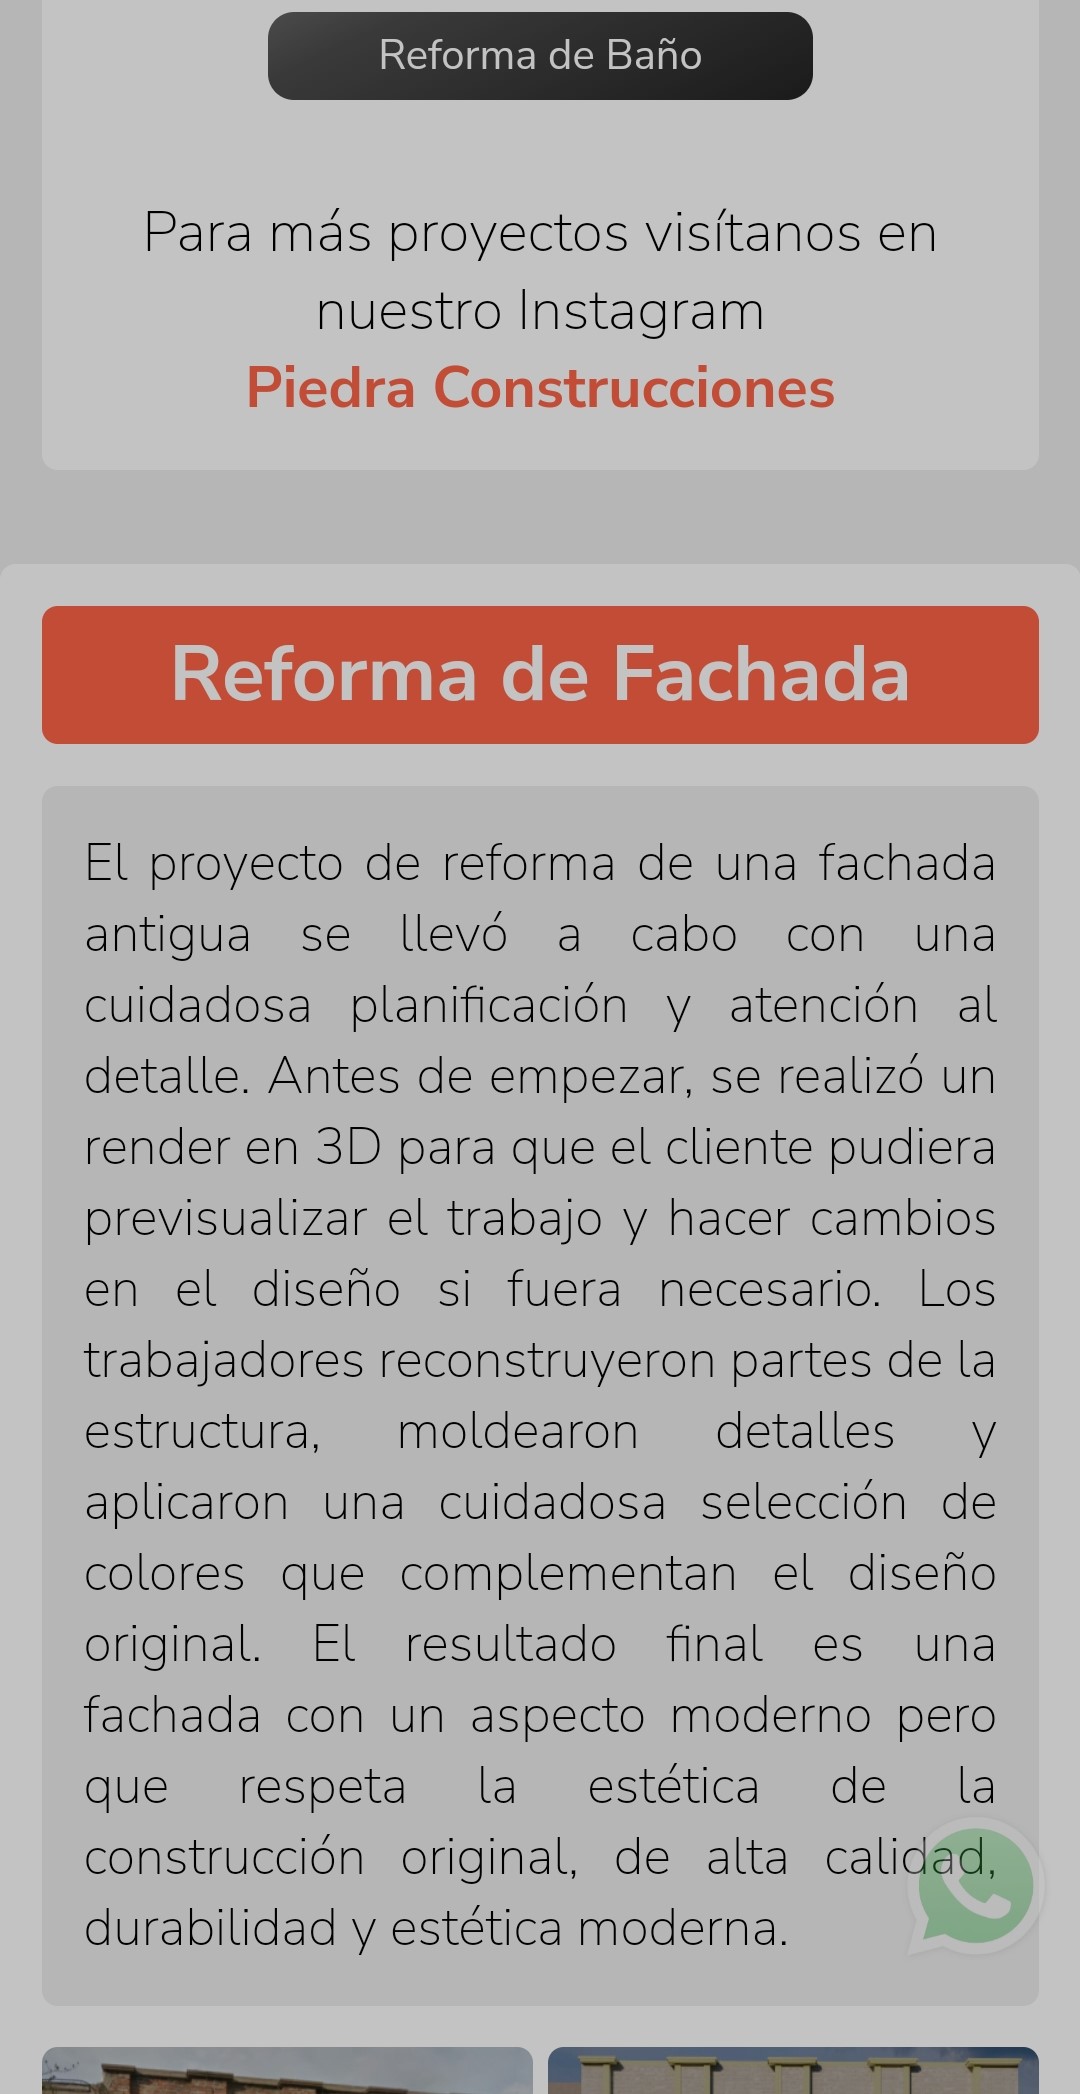 Reforma de Baño
Para más proyectos visítanos en
nuestro Instagram
Piedra Construcciones
Reforma de Fachada
El proyecto de reforma de una fachada
antigua se llevó a cabo con una
cuidadosa planificación y atención al
detalle. Antes de empezar, se realizó un
render en 3D para que el cliente pudiera
previsualizar el trabajo y hacer cambios
en el diseño si fuera necesario. Los
trabajadores reconstruyeron partes de la
estructura, moldearon detalles y
aplicaron una cuidadosa selección de
colores que complementan el diseño
original. El resultado final es una
fachada con un aspecto moderno pero
que respeta la estética de la
construcción original, de alta calidad,
durabilidad y estética moderna.